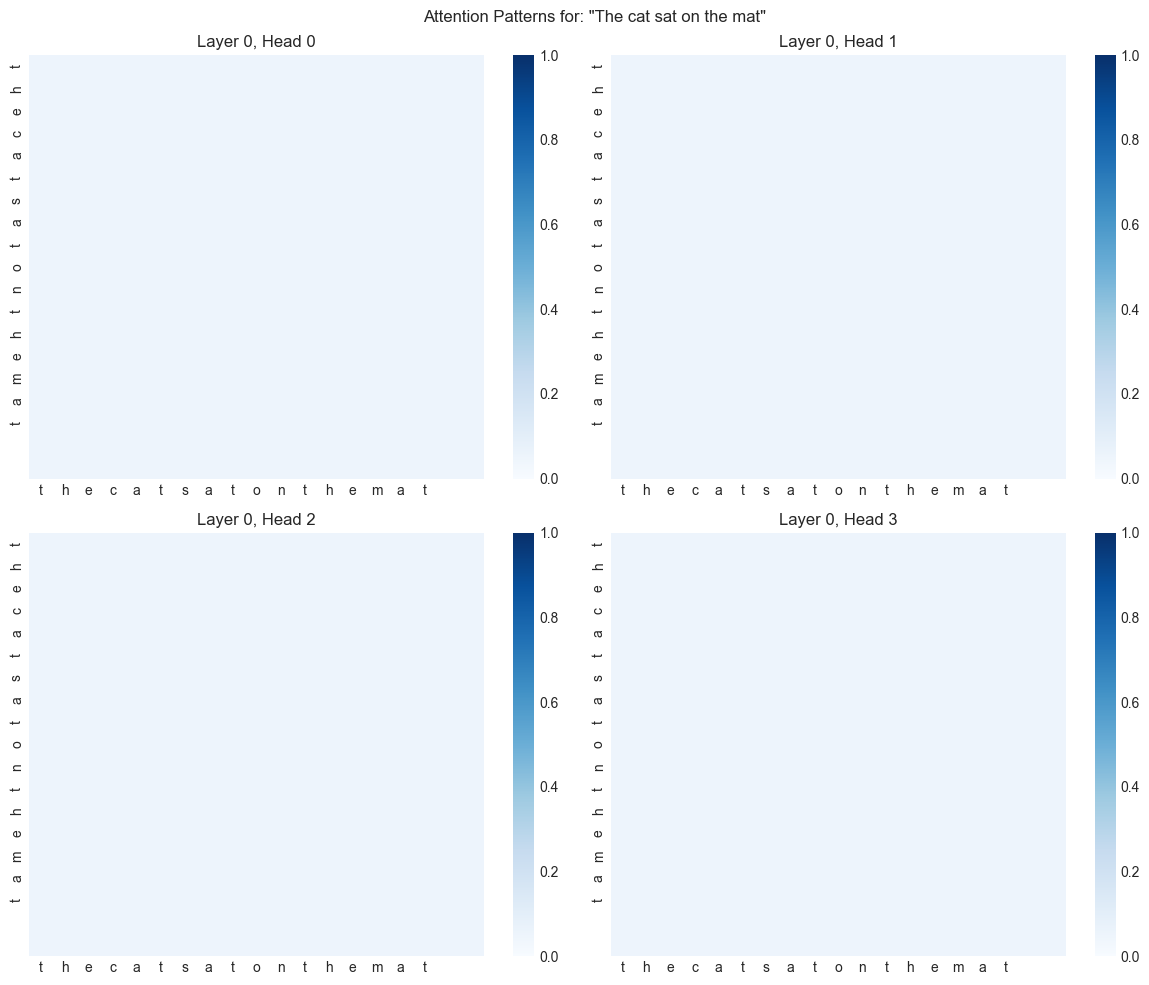 Attention Patterns for: "The cat sat on the mat"
Layer 0, Head 0
t h e c a t s a t o n t h e m a t
1.0
0.8
0.6
0.4
0.2
0.0
t h e c a t s a t o n t h e m a t
Layer 0, Head 1
t h e c a t s a t o n t h e m a t
1.0
0.8
0.6
0.4
0.2
0.0
t h e c a t s a t o n t h e m a t
Layer 0, Head 2
t h e c a t s a t o n t h e m a t
1.0
0.8
0.6
0.4
0.2
0.0
t h e c a t s a t o n t h e m a t
Layer 0, Head 3
t h e c a t s a t o n t h e m a t
1.0
0.8
0.6
0.4
0.2
0.0
t h e c a t s a t o n t h e m a t